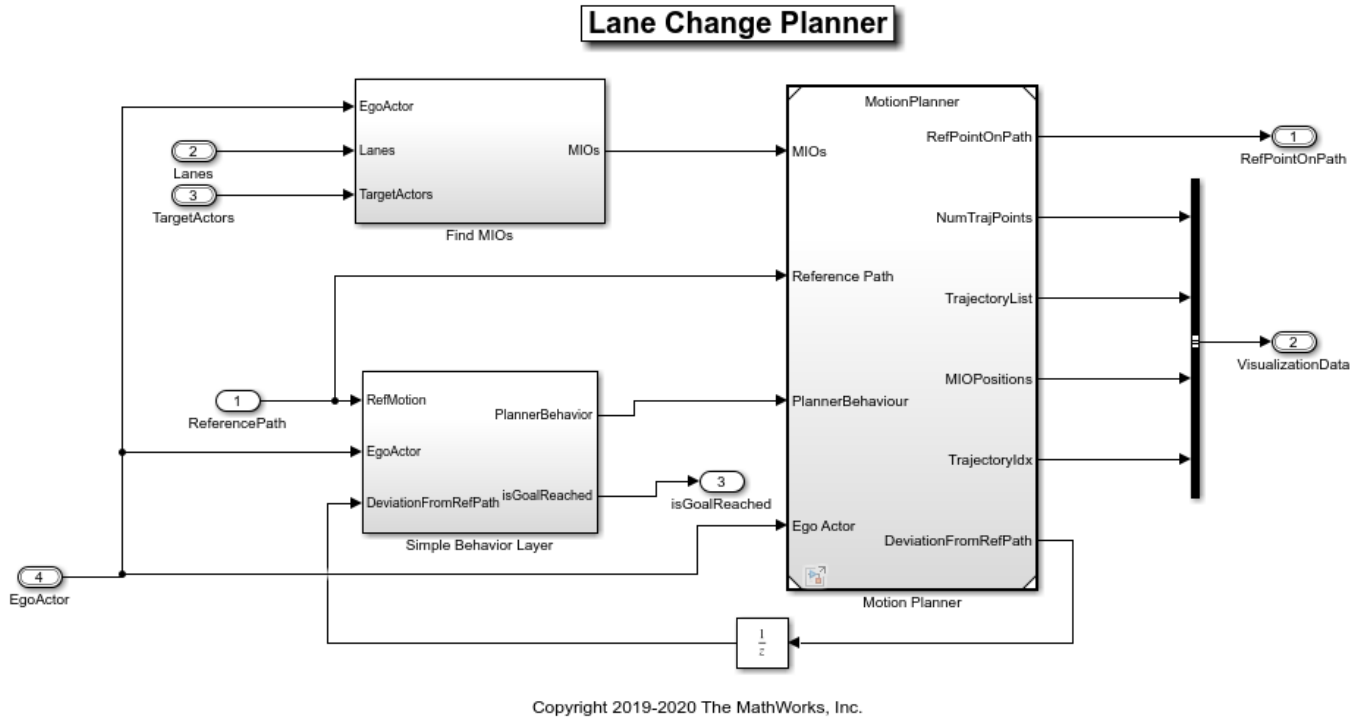 Lane Change Planner
EgoActor
Lanes
TargetActors
MIOs
Find MIOs
2
Lanes
3
TargetActors
MotionPlanner
MIOs
Reference Path
PlannerBehaviour
Ego Actor
RefPointOnPath
NumTrajPoints
TrajectoryList
MIOPositions
TrajectoryIdx
DeviationFromRefPath
Motion Planner
1
RefPointOnPath
2
VisualizationData
1
ReferencePath
RefMotion
EgoActor
DeviationFromRefPath
PlannerBehavior
isGoalReached
Simple Behavior Layer
3
isGoalReached
4
EgoActor
1
z
Copyright 2019-2020 The MathWorks, Inc.